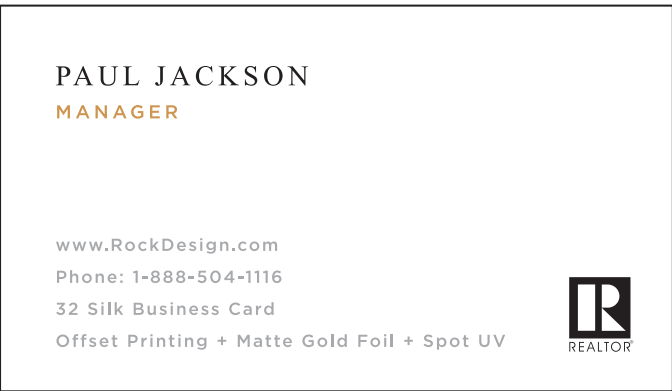 PAUL JACKSON
MANAGER
www.RockDesign.com
Phone: 1-888-504-1116
32 Silk Business Card
Offset Printing + Matte Gold Foil + Spot UV
R
REALTOR®